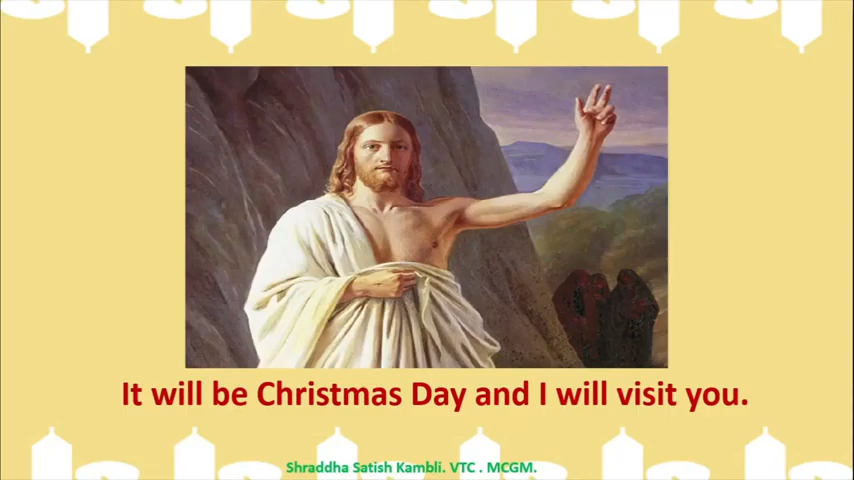 It will be Christmas Day and I will visit you.
Shraddha Satish Kambli. VTC . MCGM.